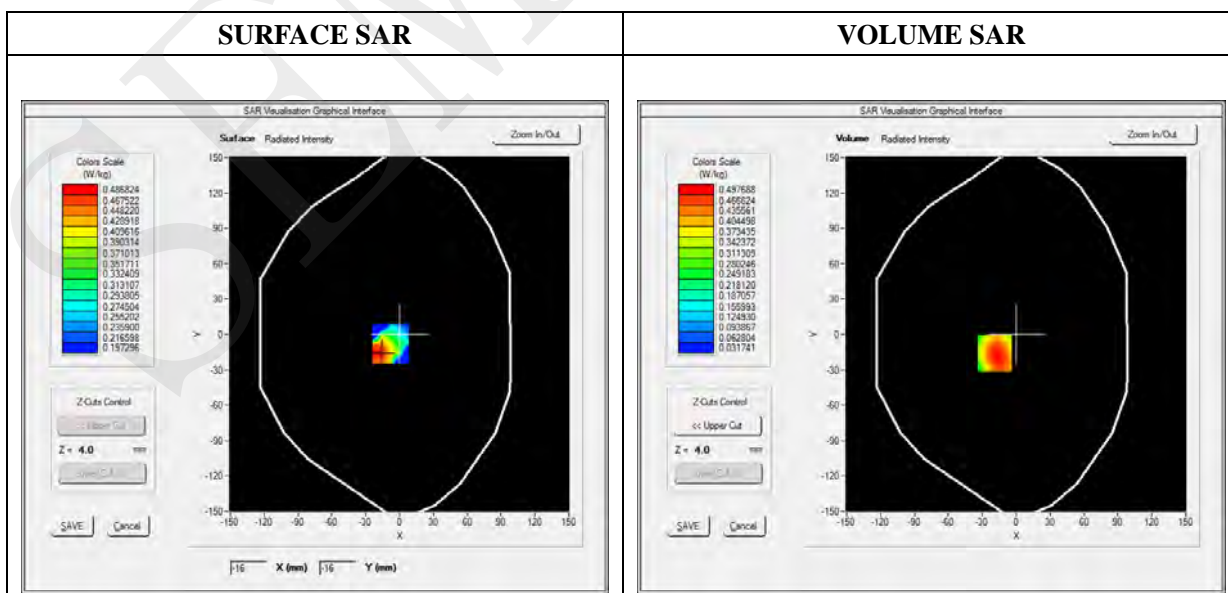 SURFACE SAR
VOLUME SAR
SAR Visualisation Graphical Interface
Surface Radiated Intensity
Zoom In/Out
Colors Scale
(W/kg)
0.486824
0.467522
0.448220
0.428918
0.409616
0.390314
0.371013
0.351711
0.332409
0.313107
0.293805
0.274504
0.255202
0.235900
0.216598
0.197296
150
120
90
60
30
0
-30
-60
-90
-120
-150
Y
-150 -120 -90 -60 -30 0 30 60 90 120 150
X
Z-Cuts Control
<< Upper Cut
Z = 4.0 mm
SAVE Cancel
-16 X (mm) -16 Y (mm)
SAR Visualisation Graphical Interface
Volume Radiated Intensity
Zoom In/Out
Colors Scale
(W/kg)
0.497688
0.466624
0.435561
0.404498
0.373435
0.342372
0.311309
0.280246
0.249183
0.218120
0.187057
0.155993
0.124930
0.093867
0.062804
0.031741
150
120
90
60
30
0
-30
-60
-90
-120
-150
Y
-150 -120 -90 -60 -30 0 30 60 90 120 150
X
Z-Cuts Control
<< Upper Cut
Z = 4.0 mm
SAVE Cancel